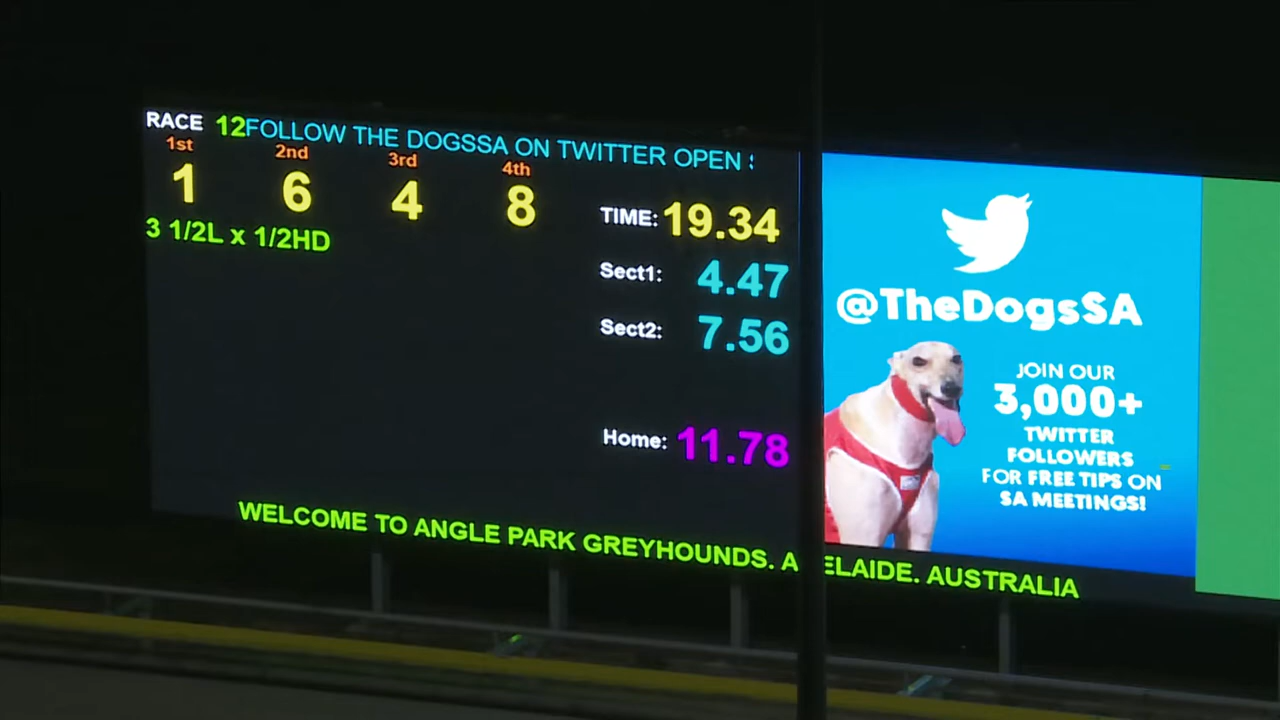 RACE 12FOLLOW THE DOGSSA ON TWITTER OPEN
1st 2nd 3rd 4th
1 6 4 8
3 1/2L x 1/2HD
TIME: 19.34
Sect1: 4.47
Sect2: 7.56
Home: 11.78
@TheDogsSA
JOIN OUR
3,000+
TWITTER
FOLLOWERS
FOR FREE TIPS ON
SA MEETINGS!
WELCOME TO ANGLE PARK GREYHOUNDS. A ELAIDE. AUSTRALIA